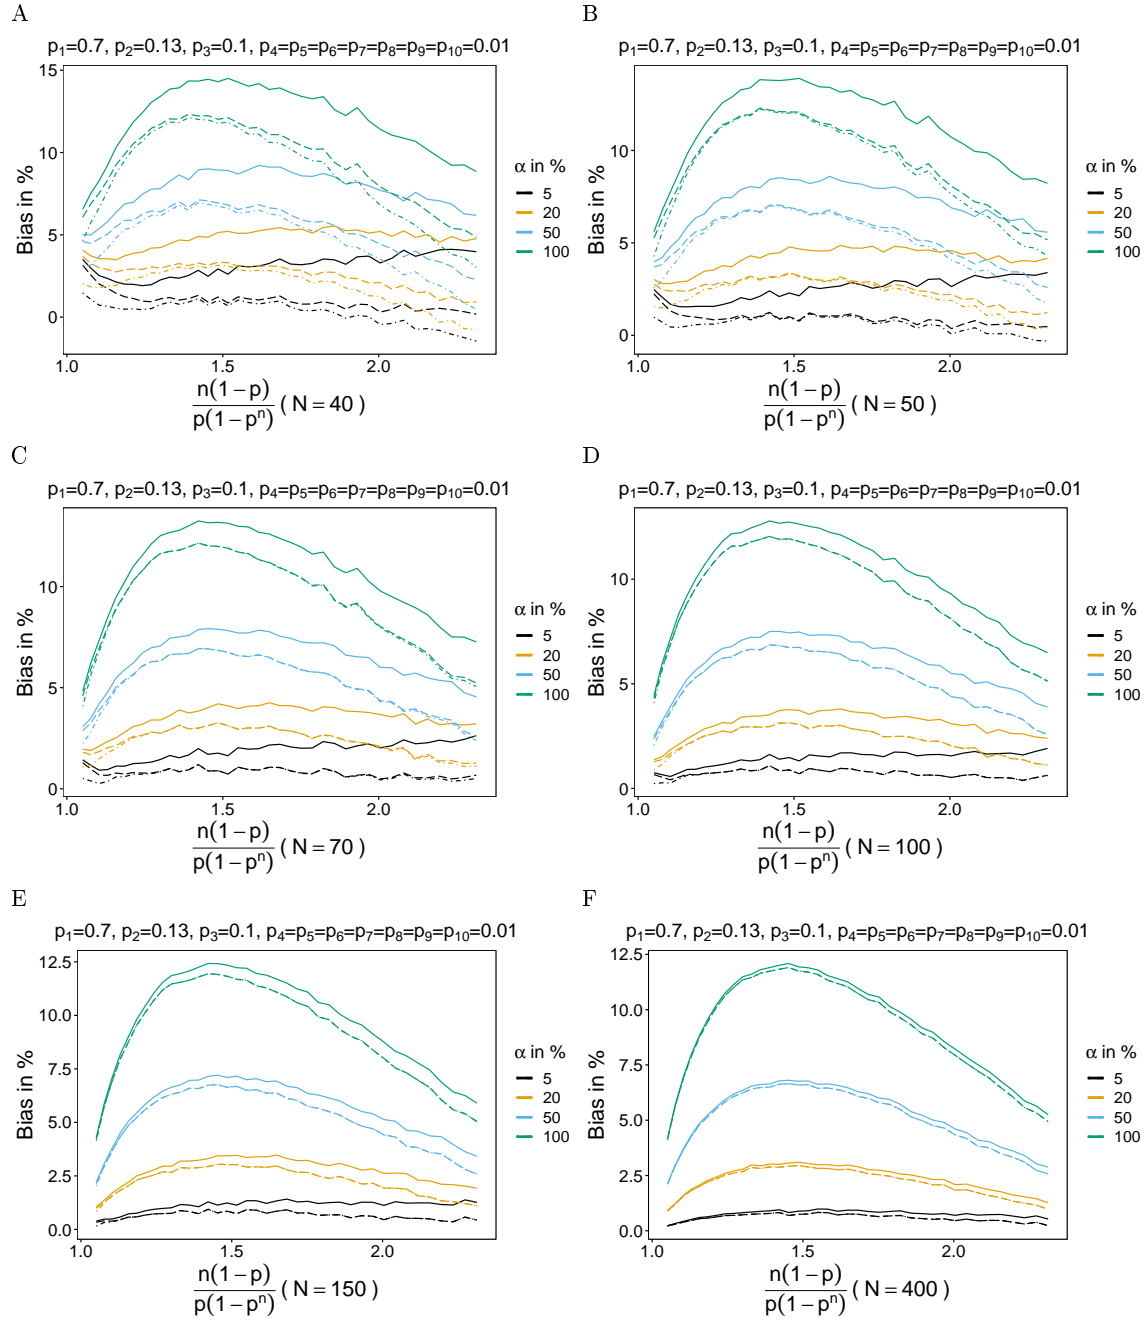 A
p₁=0.7, p₂=0.13, p₃=0.1, p₄=p₅=p₆=p₇=p₈=p₉=p₁₀=0.01
Bias in %
15
10
5
0
1.0 1.5 2.0
n(1−p)
p(1−pⁿ) ( N = 40 )
α in %
5
20
50
100
B
p₁=0.7, p₂=0.13, p₃=0.1, p₄=p₅=p₆=p₇=p₈=p₉=p₁₀=0.01
Bias in %
10
5
0
1.0 1.5 2.0
n(1−p)
p(1−pⁿ) ( N = 50 )
α in %
5
20
50
100
C
p₁=0.7, p₂=0.13, p₃=0.1, p₄=p₅=p₆=p₇=p₈=p₉=p₁₀=0.01
Bias in %
10
5
0
1.0 1.5 2.0
n(1−p)
p(1−pⁿ) ( N = 70 )
α in %
5
20
50
100
D
p₁=0.7, p₂=0.13, p₃=0.1, p₄=p₅=p₆=p₇=p₈=p₉=p₁₀=0.01
Bias in %
10
5
0
1.0 1.5 2.0
n(1−p)
p(1−pⁿ) ( N = 100 )
α in %
5
20
50
100
E
p₁=0.7, p₂=0.13, p₃=0.1, p₄=p₅=p₆=p₇=p₈=p₉=p₁₀=0.01
Bias in %
12.5
10.0
7.5
5.0
2.5
0.0
1.0 1.5 2.0
n(1−p)
p(1−pⁿ) ( N = 150 )
α in %
5
20
50
100
F
p₁=0.7, p₂=0.13, p₃=0.1, p₄=p₅=p₆=p₇=p₈=p₉=p₁₀=0.01
Bias in %
12.5
10.0
7.5
5.0
2.5
0.0
1.0 1.5 2.0
n(1−p)
p(1−pⁿ) ( N = 400 )
α in %
5
20
50
100